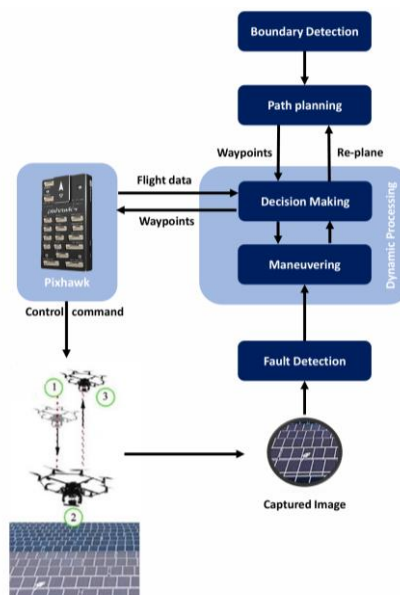 Boundary Detection
Path planning
Waypoints
Re-plane
Flight data
Decision Making
Waypoints
Maneuvering
Dynamic Processing
Pixhawk
Control command
Fault Detection
1
3
2
Captured Image